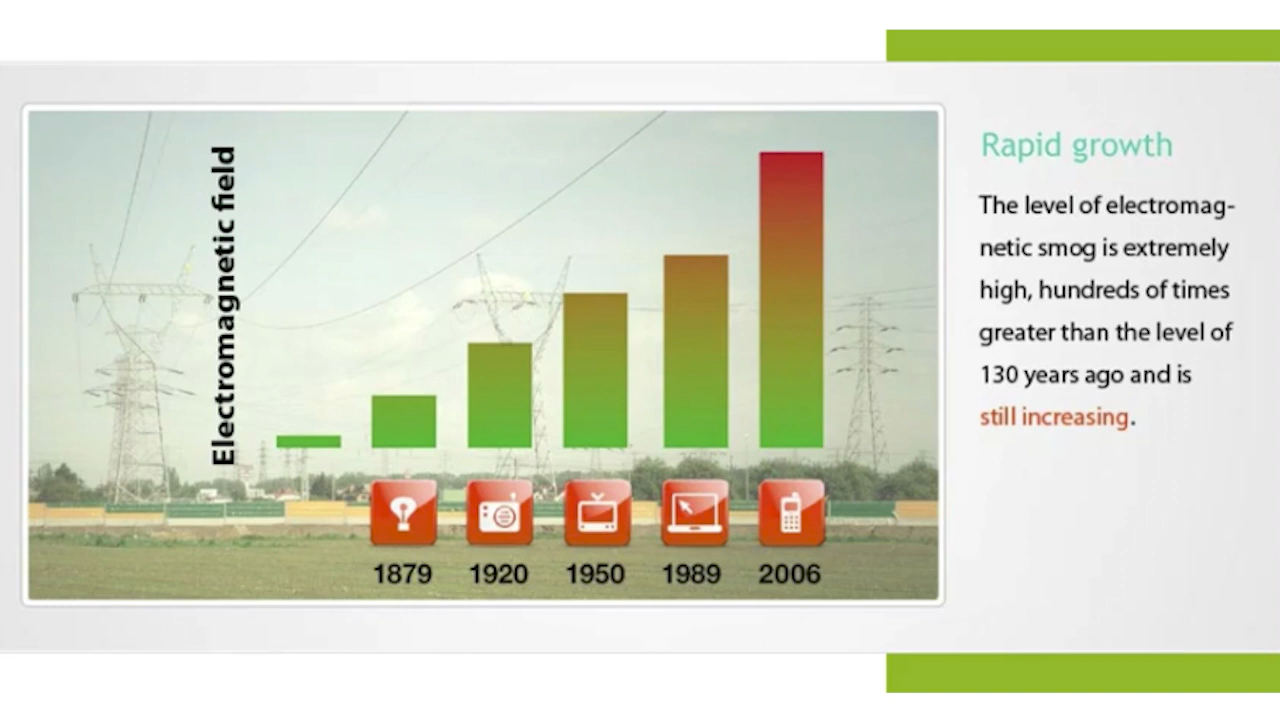 Electromagnetic field
1879 1920 1950 1989 2006
Rapid growth
The level of electromag-
netic smog is extremely
high, hundreds of times
greater than the level of
130 years ago and is
still increasing.